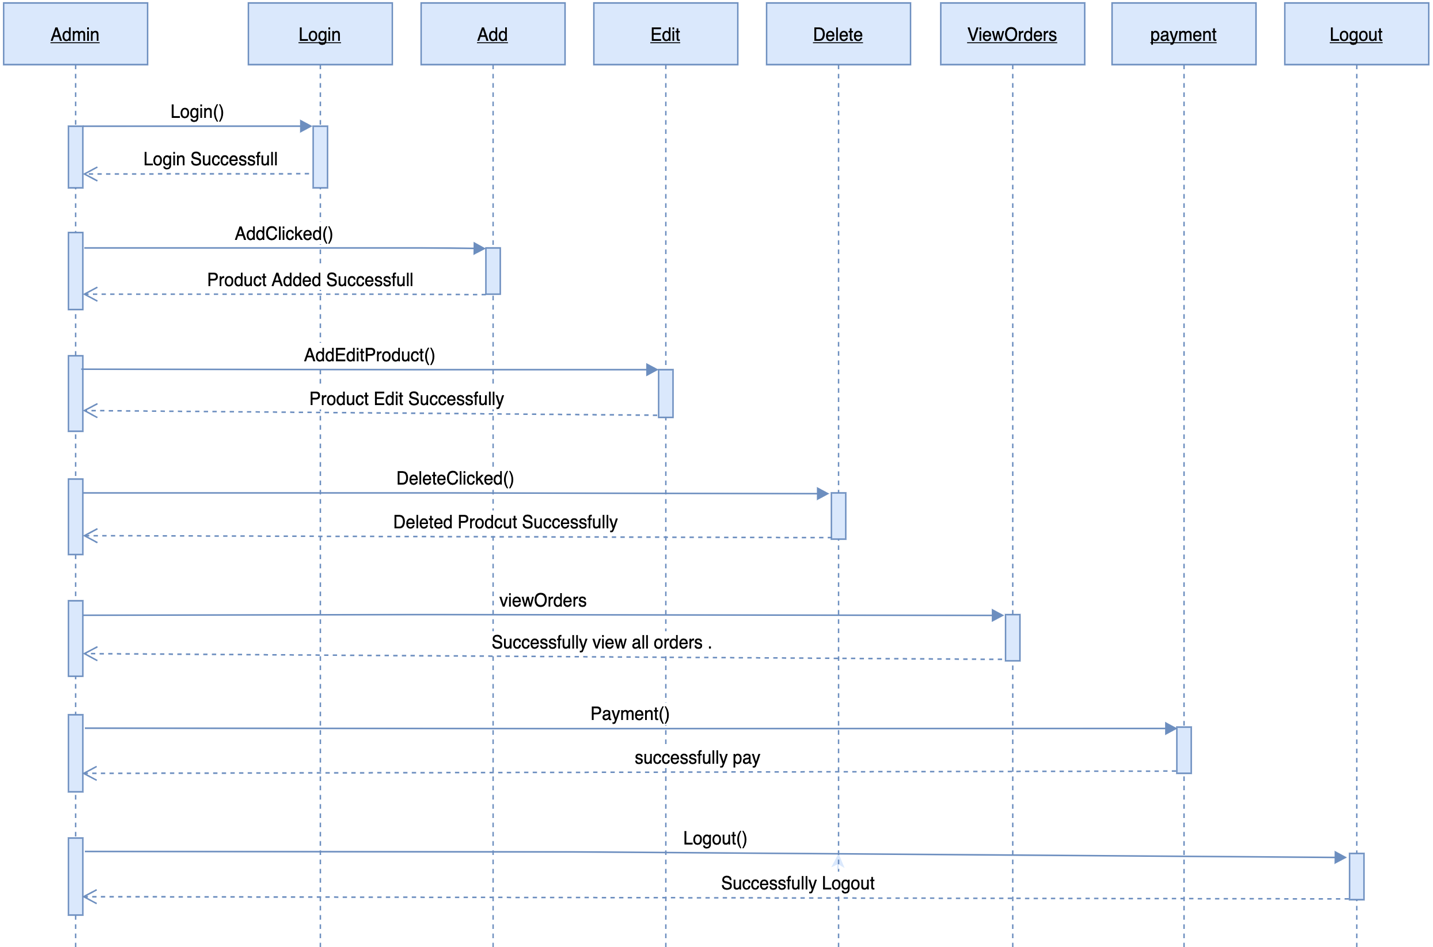 Admin
Login
Add
Edit
Delete
ViewOrders
payment
Logout
Login()
Login Successfull
AddClicked()
Product Added Successfull
AddEditProduct()
Product Edit Successfully
DeleteClicked()
Deleted Prodcut Successfully
viewOrders
Successfully view all orders .
Payment()
successfully pay
Logout()
Successfully Logout